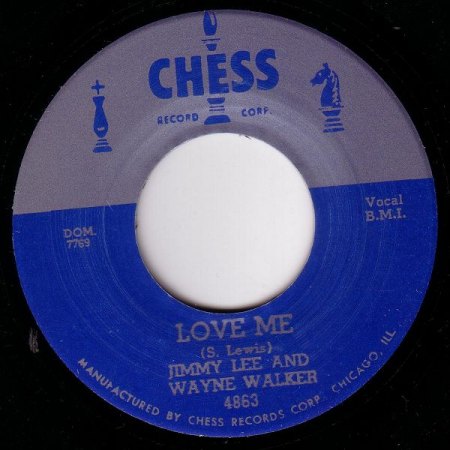 CHESS
RECORD CORP.
Vocal
B.M.I.
DOM.
7769
LOVE ME
(S. Lewis)
JIMMY LEE AND
WAYNE WALKER
4863
MANUFACTURED BY CHESS RECORDS CORP. CHICAGO, ILL